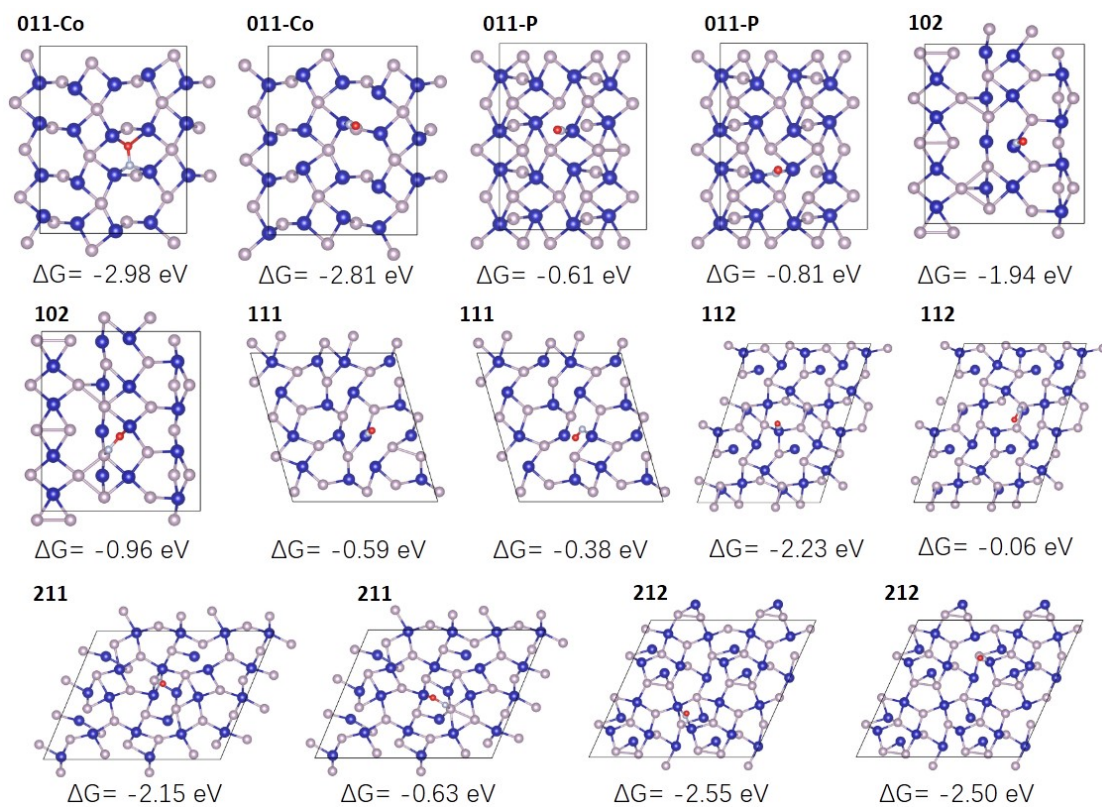 011-Co 011-Co 011-P 011-P 102
ΔG= -2.98 eV ΔG= -2.81 eV ΔG= -0.61 eV ΔG= -0.81 eV ΔG= -1.94 eV
102 111 111 112 112
ΔG= -0.96 eV ΔG= -0.59 eV ΔG= -0.38 eV ΔG= -2.23 eV ΔG= -0.06 eV
211 211 212 212
ΔG= -2.15 eV ΔG= -0.63 eV ΔG= -2.55 eV ΔG= -2.50 eV